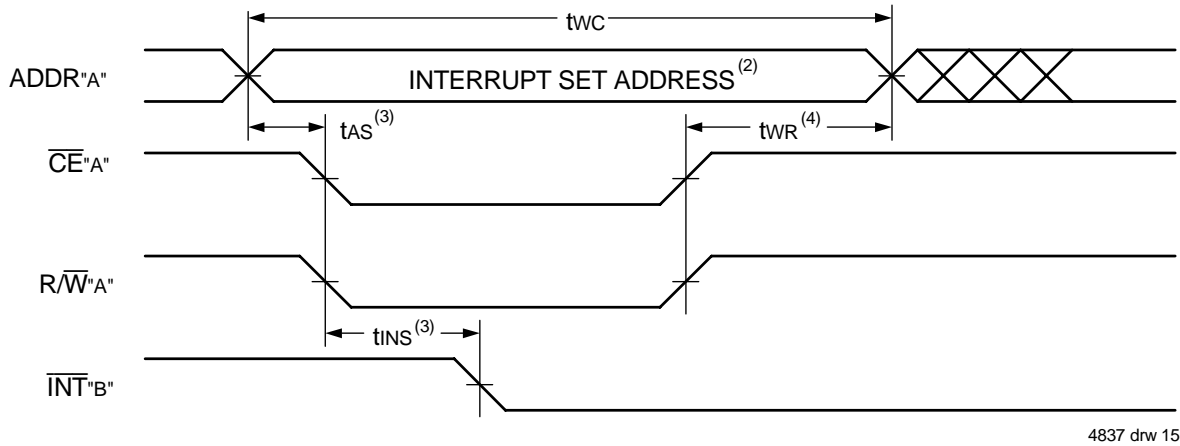 tWC
ADDR"A" INTERRUPT SET ADDRESS(2)
tAS(3) tWR(4)
CE"A"
R/W"A"
tINS(3)
INT"B"
4837 drw 15